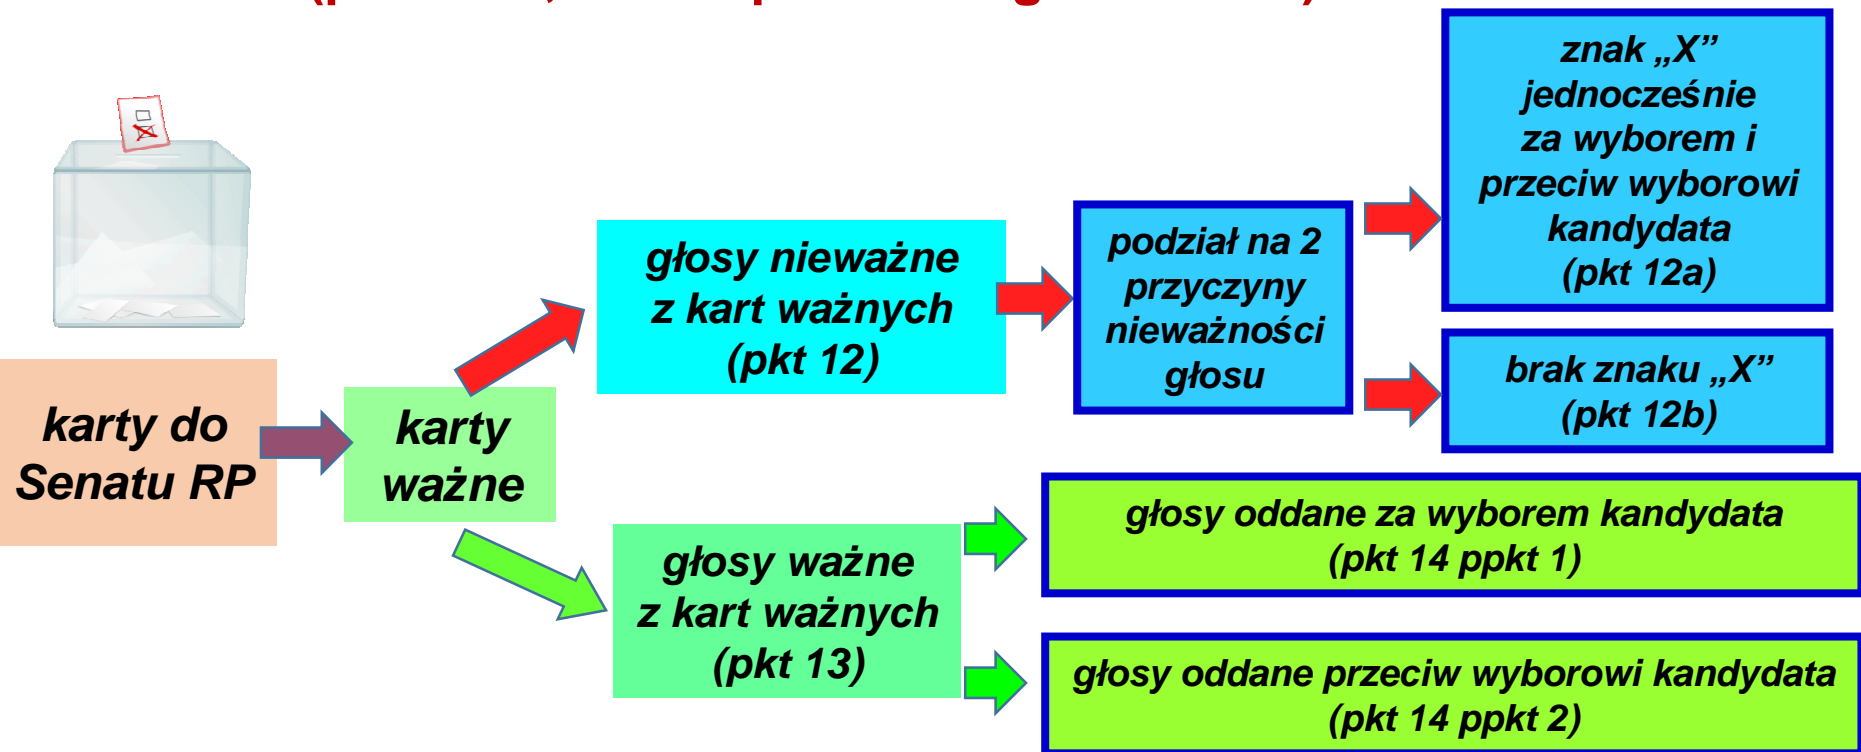 znak „X”
jednocześnie
za wyborem i
przeciw wyborowi
kandydata
(pkt 12a)
głosy nieważne
z kart ważnych
(pkt 12)
podział na 2
przyczyny
nieważności
głosu
brak znaku „X”
(pkt 12b)
karty do
Senatu RP
karty
ważne
głosy ważne
z kart ważnych
(pkt 13)
głosy oddane za wyborem kandydata
(pkt 14 ppkt 1)
głosy oddane przeciw wyborowi kandydata
(pkt 14 ppkt 2)